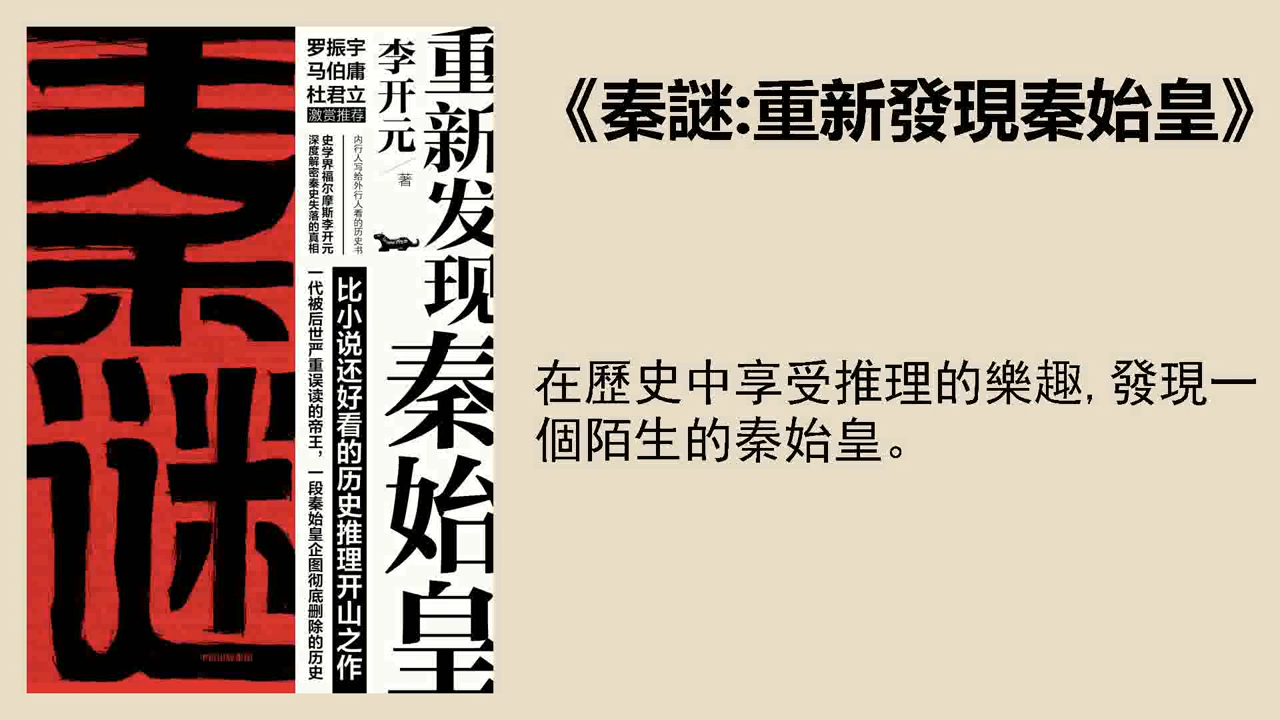 秦谜
罗振宇
马伯庸
杜君立
激赏推荐
李开元
著
重新发现秦始皇
内行人写给外行人看的历史书
史学界福尔摩斯李开元
深度解密秦史失落的真相
比小说还好看的历史推理开山之作
一代被后世严重误读的帝王，一段秦始皇企图彻底删除的历史
《秦謎:重新發現秦始皇》
在歷史中享受推理的樂趣, 發現一
個陌生的秦始皇。